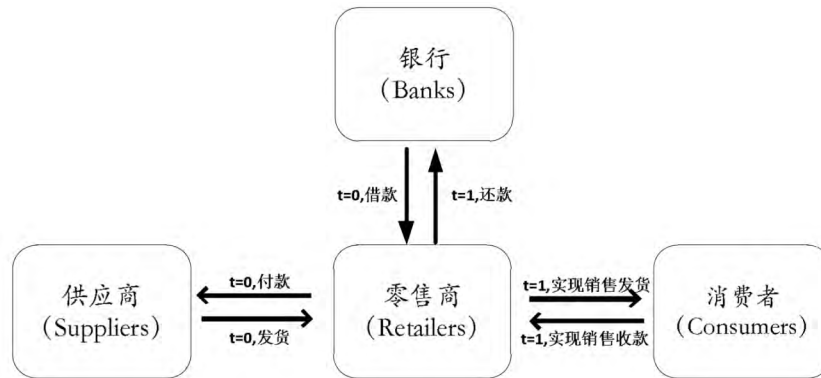 银行
(Banks)
t=0,借款
t=1,还款
供应商
(Suppliers)
t=0,付款
t=0,发货
零售商
(Retailers)
t=1,实现销售发货
t=1,实现销售收款
消费者
(Consumers)